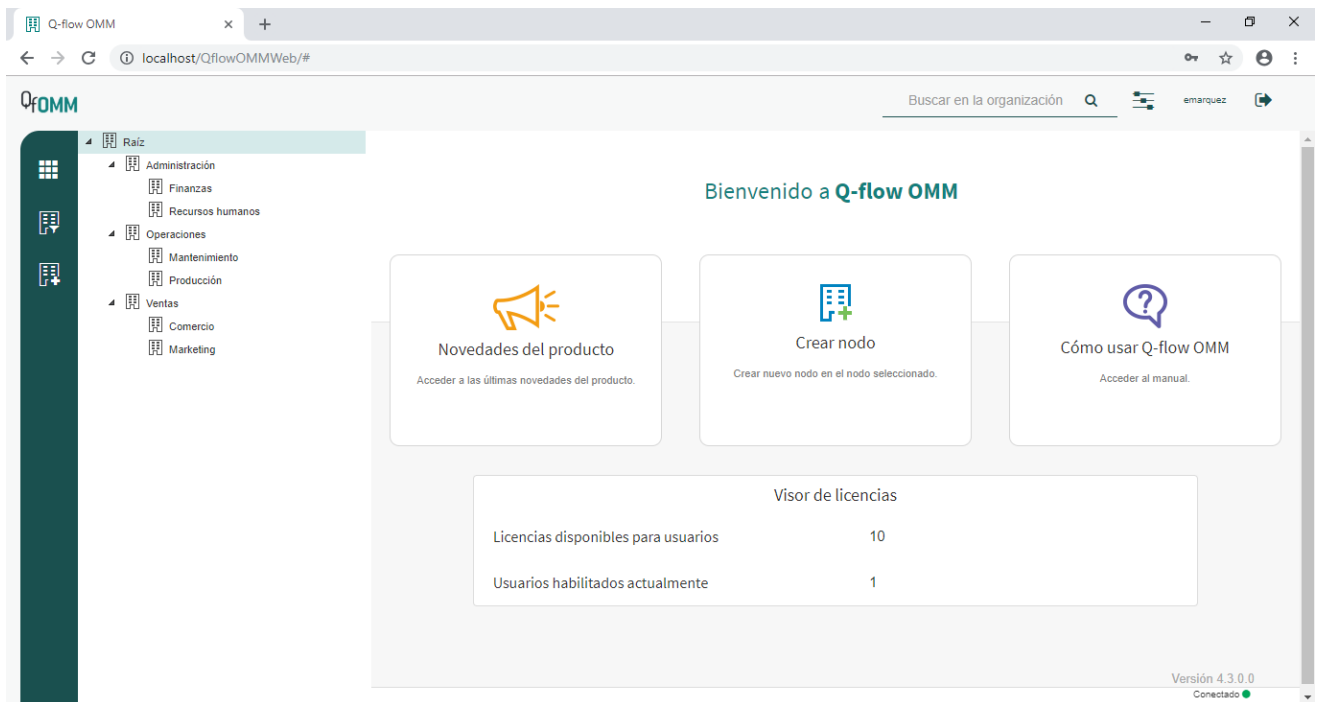 Q-flow OMM
localhost/QflowOMMWeb/#
QfOMM
Buscar en la organización
emarquez
Raíz
Administración
Finanzas
Recursos humanos
Operaciones
Mantenimiento
Producción
Ventas
Comercio
Marketing
Bienvenido a Q-flow OMM
Novedades del producto
Acceder a las últimas novedades del producto.
Crear nodo
Crear nuevo nodo en el nodo seleccionado.
Cómo usar Q-flow OMM
Acceder al manual.
Visor de licencias
Licencias disponibles para usuarios 10
Usuarios habilitados actualmente 1
Versión 4.3.0.0
Conectado